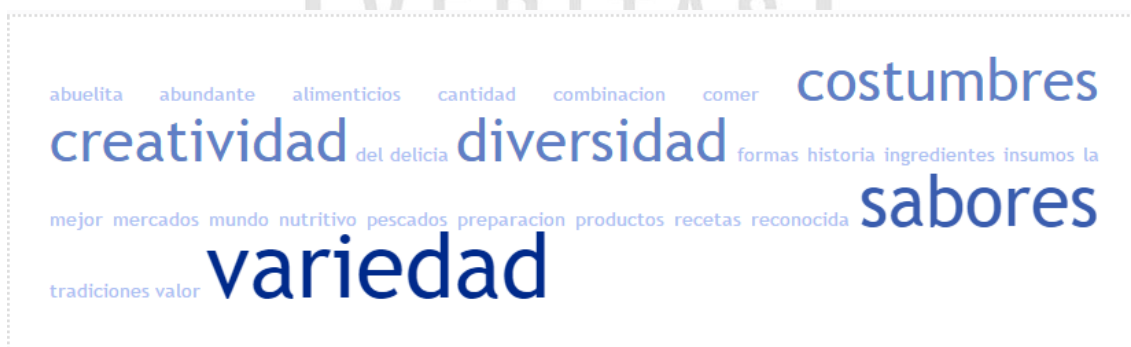 abuelita abundante alimenticios cantidad combinacion comer costumbres
creatividad del delicia diversidad formas historia ingredientes insumos la
mejor mercados mundo nutritivo pescados preparacion productos recetas reconocida sabores
tradiciones valor variedad